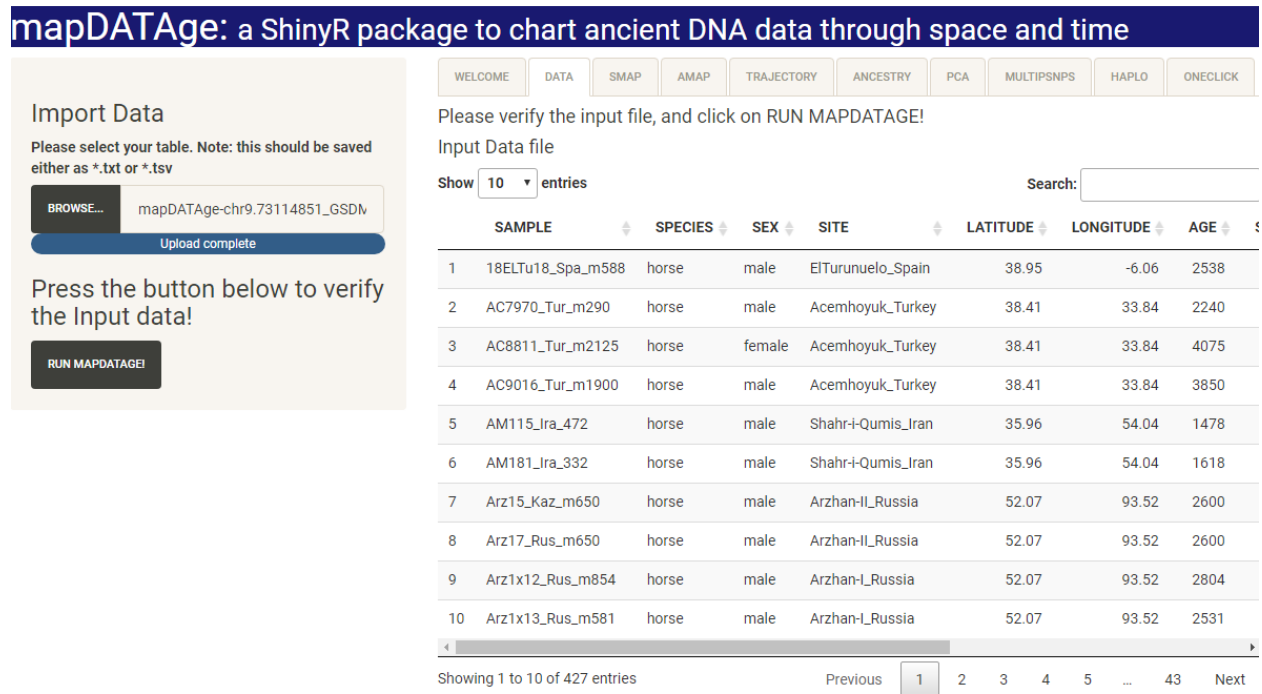 mapDATAge: a ShinyR package to chart ancient DNA data through space and time
Import Data
Please select your table. Note: this should be saved
either as *.txt or *.tsv
BROWSE... mapDATAge-chr9.73114851_GSDM
Upload complete
Press the button below to verify
the Input data!
RUN MAPDATAGE!
WELCOME DATA SMAP AMAP TRAJECTORY ANCESTRY PCA MULTIPSNPS HAPLO ONECLICK
Please verify the input file, and click on RUN MAPDATAGE!
Input Data file
Show 10 entries Search:
SAMPLE SPECIES SEX SITE LATITUDE LONGITUDE AGE
1 18ELTu18_Spa_m588 horse male ElTurunuelo_Spain 38.95 -6.06 2538
2 AC7970_Tur_m290 horse male Acemhoyuk_Turkey 38.41 33.84 2240
3 AC8811_Tur_m2125 horse female Acemhoyuk_Turkey 38.41 33.84 4075
4 AC9016_Tur_m1900 horse male Acemhoyuk_Turkey 38.41 33.84 3850
5 AM115_Ira_472 horse male Shahr-i-Qumis_Iran 35.96 54.04 1478
6 AM181_Ira_332 horse male Shahr-i-Qumis_Iran 35.96 54.04 1618
7 Arz15_Kaz_m650 horse male Arzhan-II_Russia 52.07 93.52 2600
8 Arz17_Rus_m650 horse male Arzhan-II_Russia 52.07 93.52 2600
9 Arz1x12_Rus_m854 horse male Arzhan-I_Russia 52.07 93.52 2804
10 Arz1x13_Rus_m581 horse male Arzhan-I_Russia 52.07 93.52 2531
Showing 1 to 10 of 427 entries Previous 1 2 3 4 5 ... 43 Next